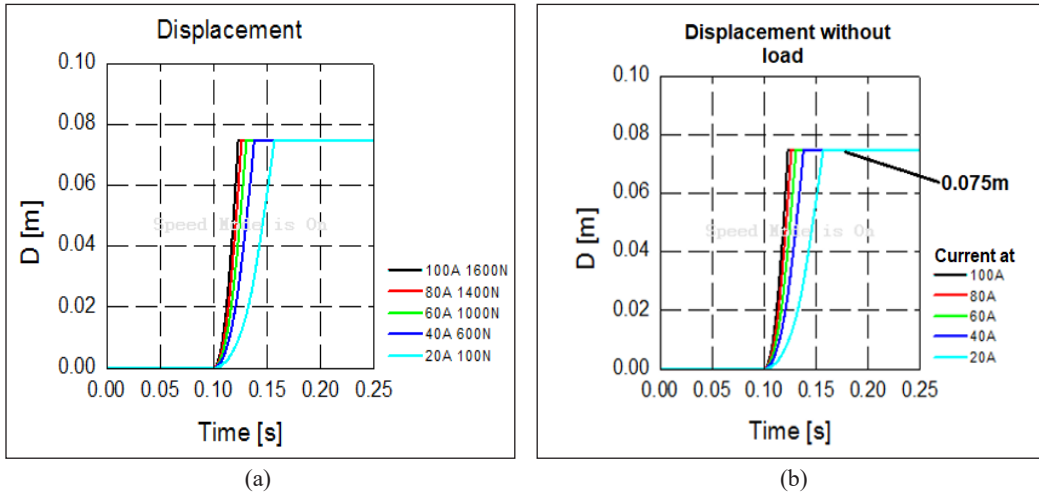 Displacement
0.10
0.08
0.06
0.04
0.02
0.00
D [m]
Speed Mode is On
100A 1600N
80A 1400N
60A 1000N
40A 600N
20A 100N
0.00 0.05 0.10 0.15 0.20 0.25
Time [s]
(a)
Displacement without
load
0.10
0.08
0.06
0.04
0.02
0.00
D [m]
Speed Mode is On
0.075m
Current at
100A
80A
60A
40A
20A
0.00 0.05 0.10 0.15 0.20 0.25
Time [s]
(b)